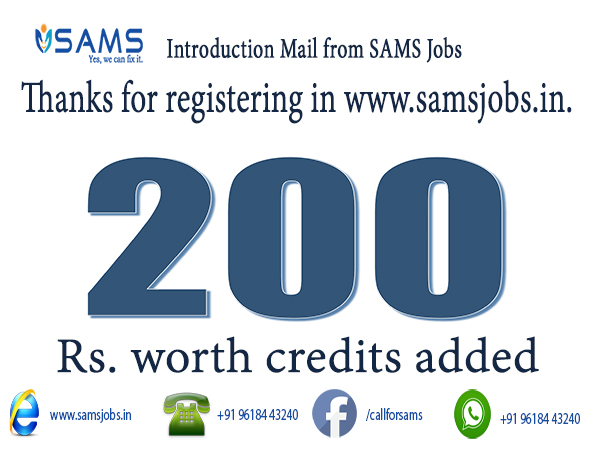 SAMS
Yes, we can fix it.
Introduction Mail from SAMS Jobs
Thanks for registering in www.samsjobs.in.
200
Rs. worth credits added
www.samsjobs.in
+91 96184 43240
/callforsams
+91 96184 43240